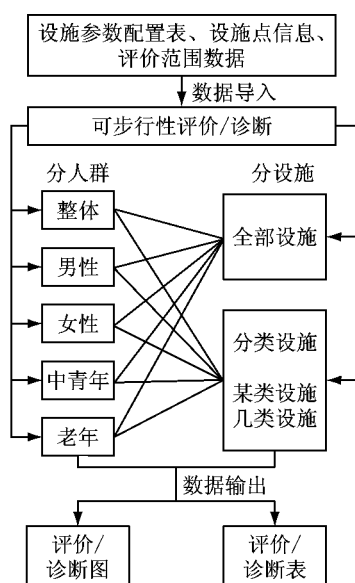 设施参数配置表、设施点信息、
评价范围数据
数据导入
可步行性评价/诊断
分人群
分设施
整体
男性
女性
中青年
老年
全部设施
分类设施
某类设施
几类设施
数据输出
评价/
诊断图
评价/
诊断表